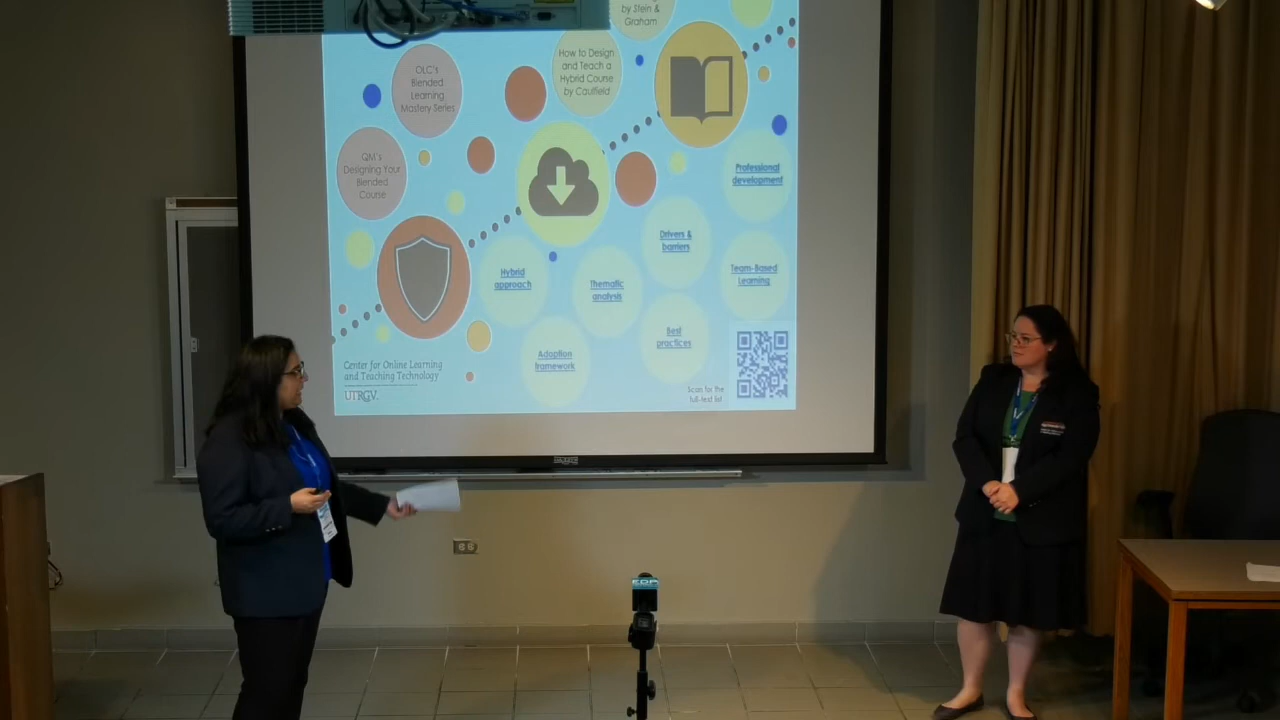 by Stein &
Graham
How to Design
and Teach a
Hybrid Course
by Caulfield
OLC's
Blended
Learning
Mastery Series
QM's
Designing Your
Blended
Course
Professional
development
Drivers &
barriers
Team-Based
Learning
Hybrid
approach
Thematic
analysis
Best
practices
Adoption
framework
Center for Online Learning
and Teaching Technology
UTRGV.
Scan for the
full-text list